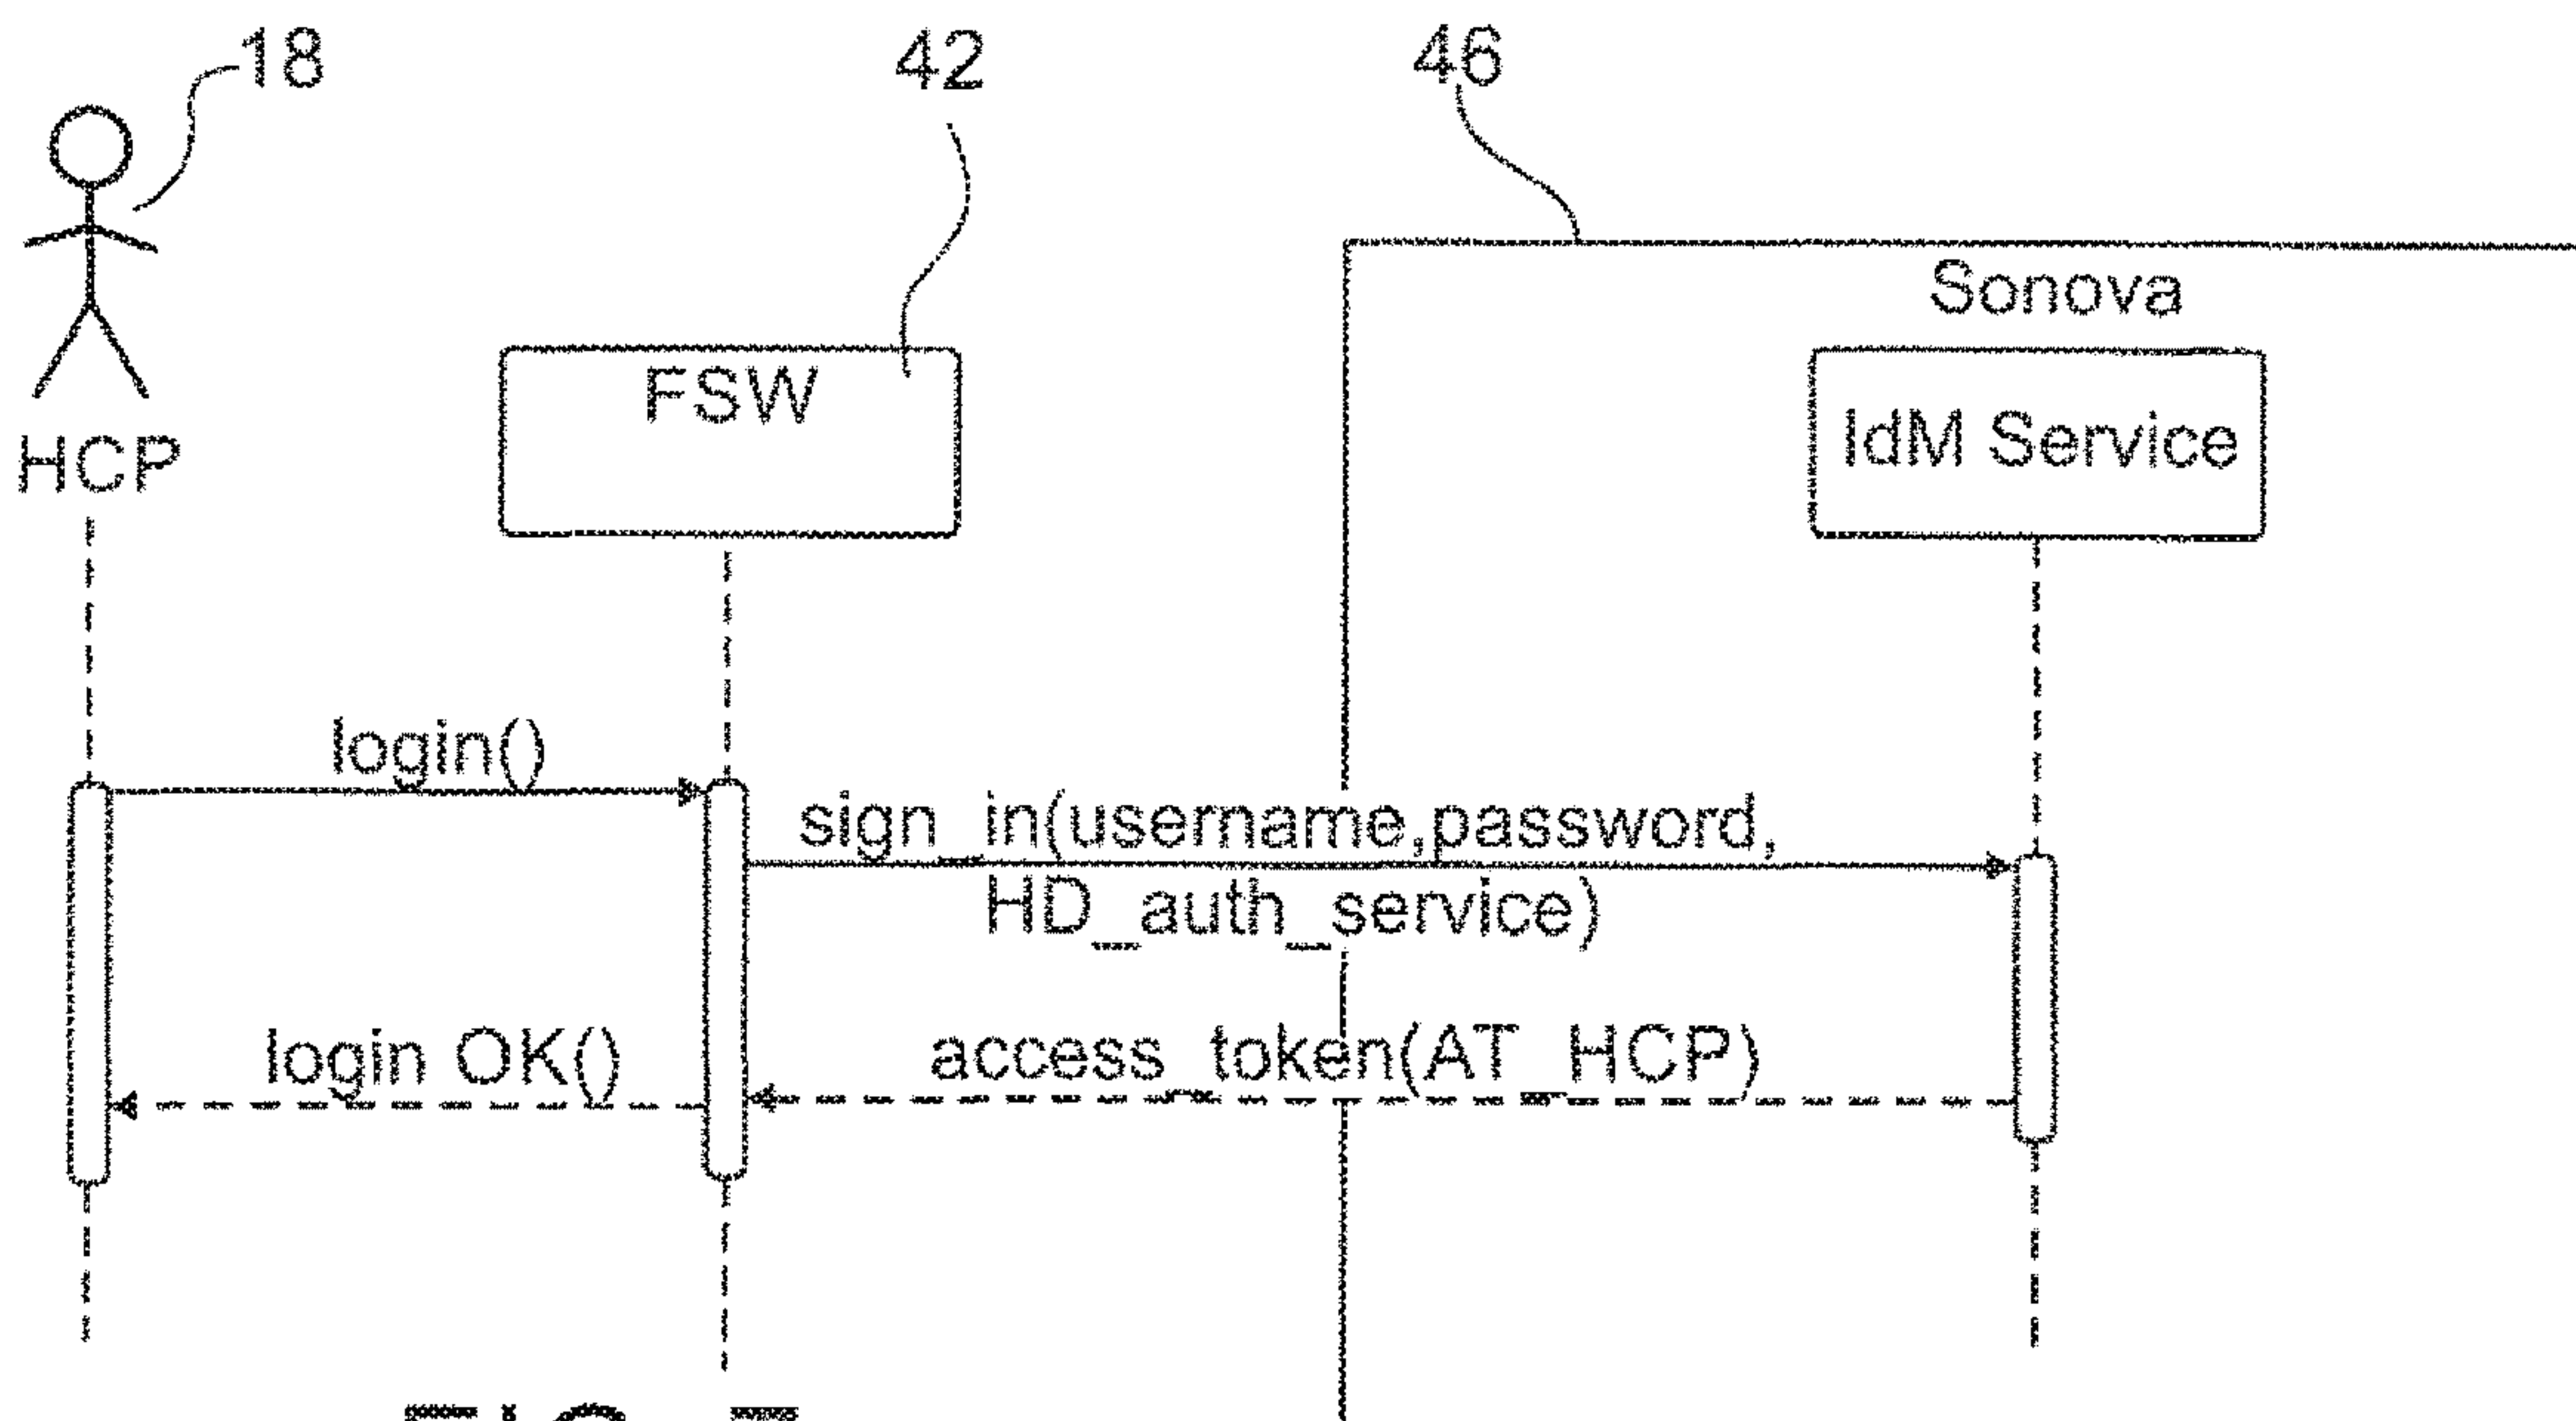 18
42
46
Sonova
FSW
IdM Service
HCP
login()
sign_in(username,password,
HD_auth_service)
login OK()
access_token(AT_HCP)